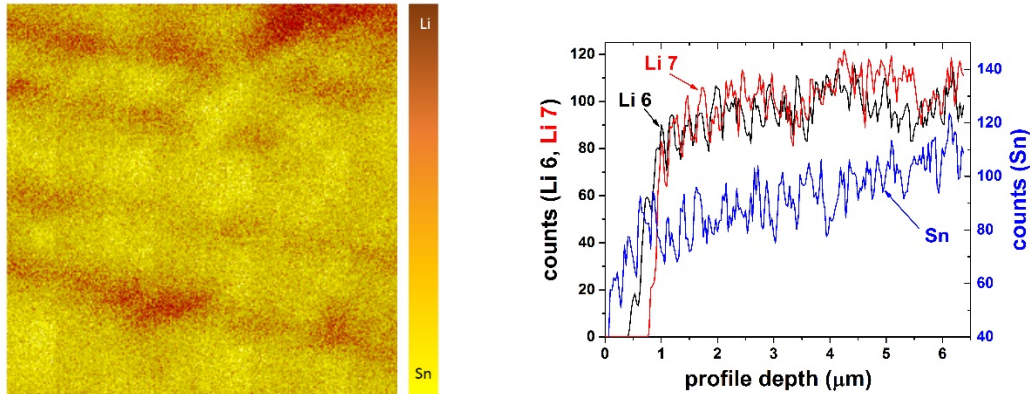 Li
Sn
counts (Li 6, Li 7)
120
100
80
60
40
20
0
Li 7
Li 6
Sn
140
120
100
80
60
40
counts (Sn)
0 1 2 3 4 5 6
profile depth (μm)